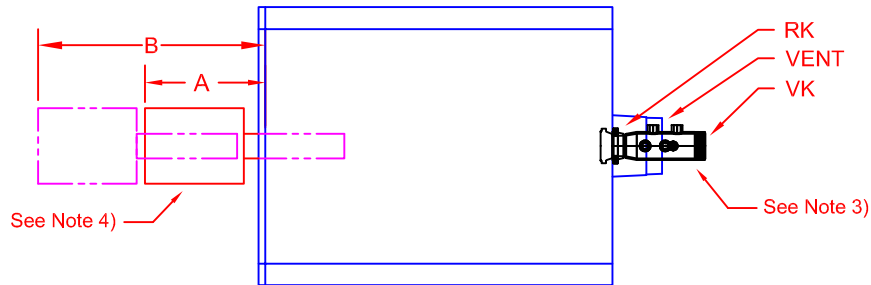 RK
B
VENT
A
VK
See Note 3)
See Note 4)